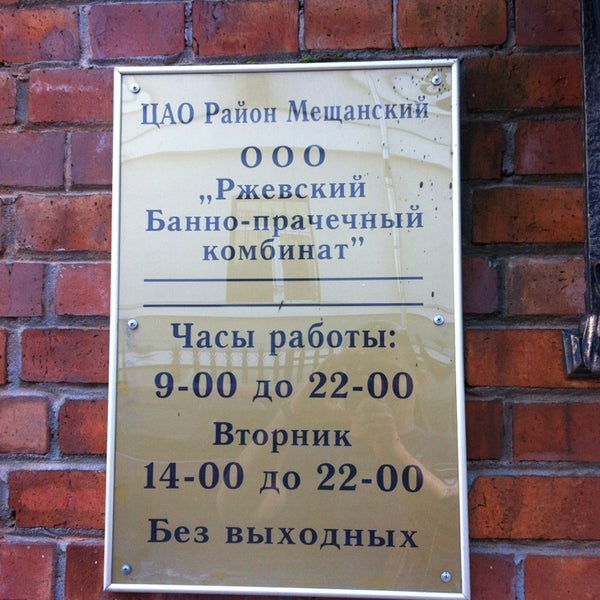 ЦАО Район Мещанский
ООО
„Ржевский
Банно-прачечный
комбинат”
Часы работы:
9-00 до 22-00
Вторник
14-00 до 22-00
Без выходных